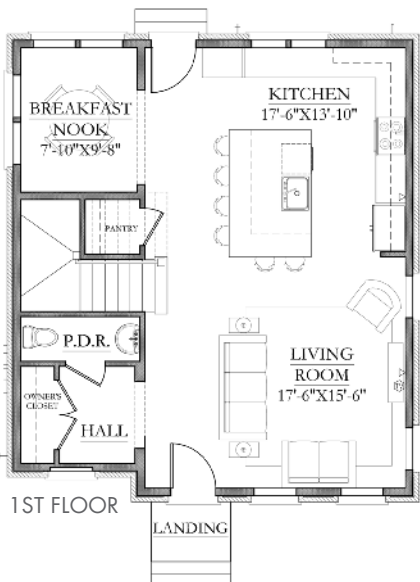 KITCHEN
17'-6"X13'-10"
BREAKFAST
NOOK
7'-10"X9'-8"
PANTRY
P.D.R.
LIVING
ROOM
17'-6"X15'-6"
OWNER'S
CLOSET
HALL
1ST FLOOR
LANDING